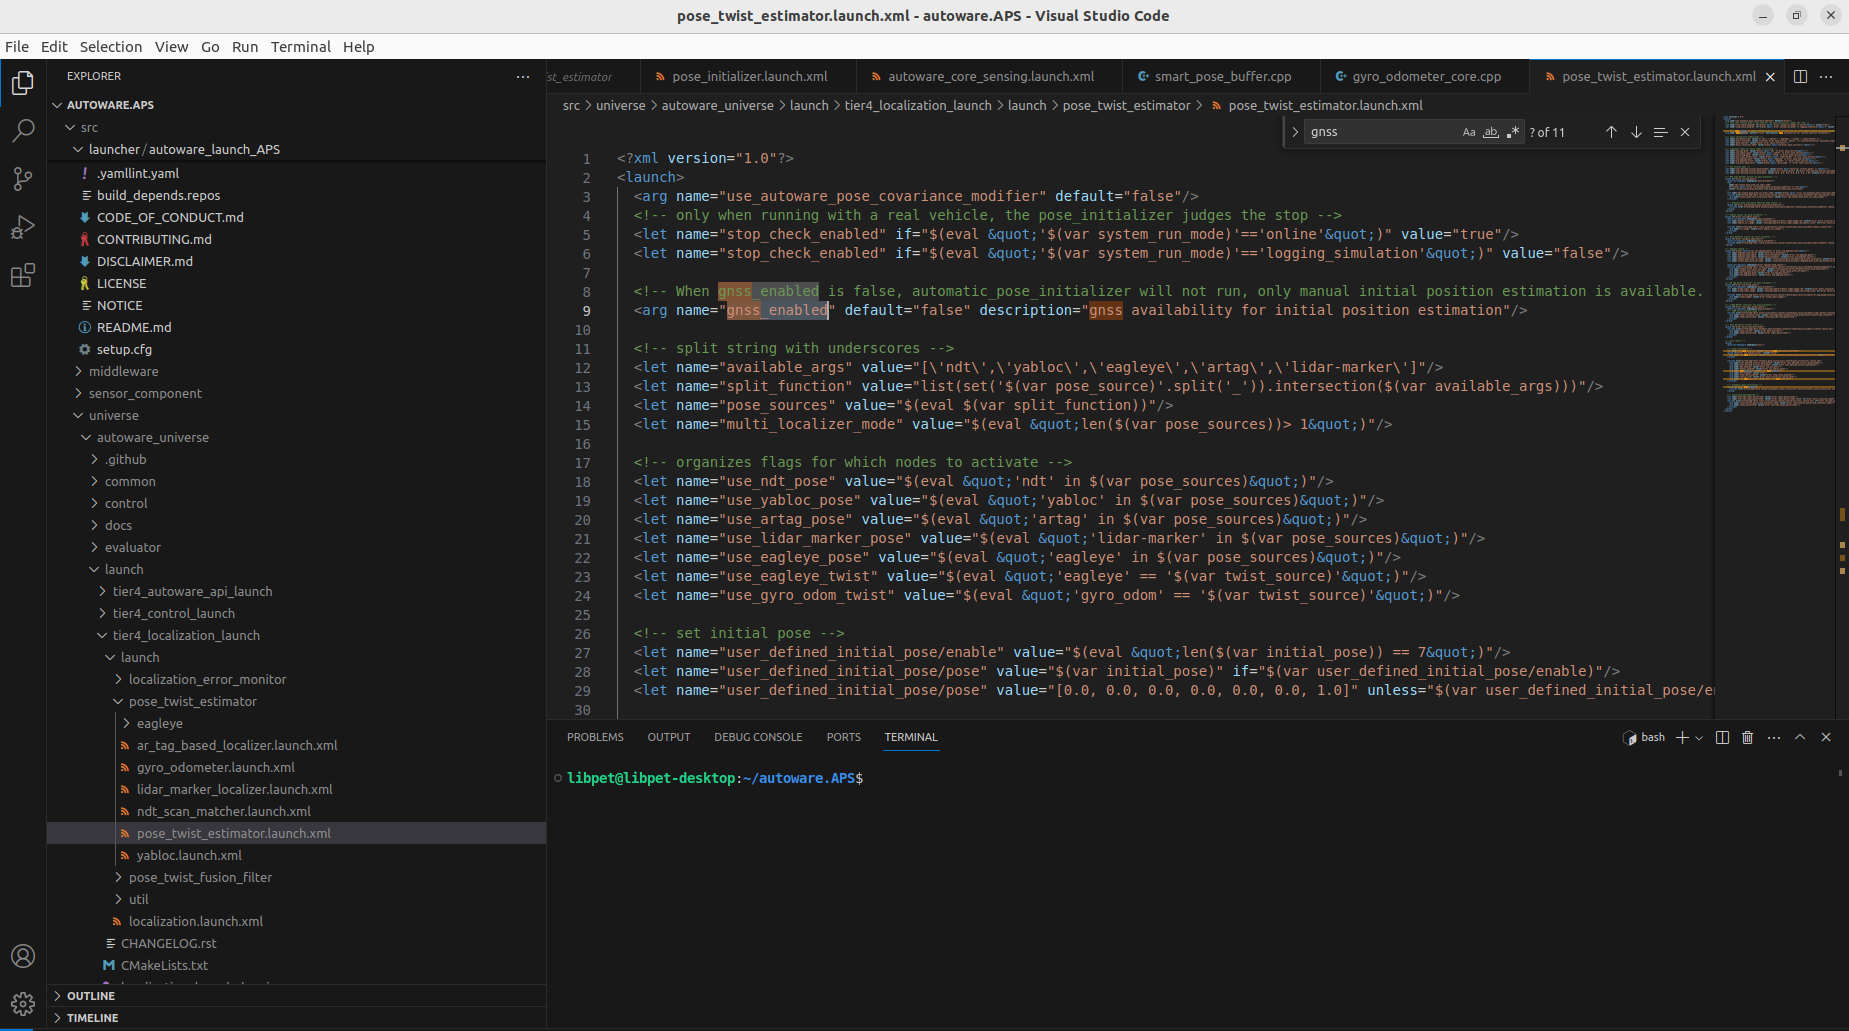 pose_twist_estimator.launch.xml - autoware.APS - Visual Studio Code
File Edit Selection View Go Run Terminal Help
EXPLORER
AUTOWARE.APS
src
launcher / autoware_launch_APS
.yamllint.yaml
build_depends.repos
CODE_OF_CONDUCT.md
CONTRIBUTING.md
DISCLAIMER.md
LICENSE
NOTICE
README.md
setup.cfg
middleware
sensor_component
universe
autoware_universe
.github
common
control
docs
evaluator
launch
tier4_autoware_api_launch
tier4_control_launch
tier4_localization_launch
launch
localization_error_monitor
pose_twist_estimator
eagleye
ar_tag_based_localizer.launch.xml
gyro_odometer.launch.xml
lidar_marker_localizer.launch.xml
ndt_scan_matcher.launch.xml
pose_twist_estimator.launch.xml
yabloc.launch.xml
pose_twist_fusion_filter
util
localization.launch.xml
CHANGELOG.rst
CMakeLists.txt
OUTLINE
TIMELINE
st_estimator pose_initializer.launch.xml autoware_core_sensing.launch.xml smart_pose_buffer.cpp gyro_odometer_core.cpp pose_twist_estimator.launch.xml
src > universe > autoware_universe > launch > tier4_localization_launch > launch > pose_twist_estimator > pose_twist_estimator.launch.xml
gnss Aa ab .* ? of 11
1 <?xml version="1.0"?>
2 <launch>
3 <arg name="use_autoware_pose_covariance_modifier" default="false"/>
4 <!-- only when running with a real vehicle, the pose_initializer judges the stop -->
5 <let name="stop_check_enabled" if="$(eval &quot;'$(var system_run_mode)'=='online'&quot;)" value="true"/>
6 <let name="stop_check_enabled" if="$(eval &quot;'$(var system_run_mode)'=='logging_simulation'&quot;)" value="false"/>
7
8 <!-- When gnss_enabled is false, automatic_pose_initializer will not run, only manual initial position estimation is available.
9 <arg name="gnss_enabled" default="false" description="gnss availability for initial position estimation"/>
10
11 <!-- split string with underscores -->
12 <let name="available_args" value="[\'ndt\',\'yabloc\',\'eagleye\',\'artag\',\'lidar-marker\']"/>
13 <let name="split_function" value="list(set('$(var pose_source)'.split('_')).intersection($(var available_args)))"/>
14 <let name="pose_sources" value="$(eval $(var split_function))"/>
15 <let name="multi_localizer_mode" value="$(eval &quot;len($(var pose_sources))> 1&quot;)"/>
16
17 <!-- organizes flags for which nodes to activate -->
18 <let name="use_ndt_pose" value="$(eval &quot;'ndt' in $(var pose_sources)&quot;)"/>
19 <let name="use_yabloc_pose" value="$(eval &quot;'yabloc' in $(var pose_sources)&quot;)"/>
20 <let name="use_artag_pose" value="$(eval &quot;'artag' in $(var pose_sources)&quot;)"/>
21 <let name="use_lidar_marker_pose" value="$(eval &quot;'lidar-marker' in $(var pose_sources)&quot;)"/>
22 <let name="use_eagleye_pose" value="$(eval &quot;'eagleye' in $(var pose_sources)&quot;)"/>
23 <let name="use_eagleye_twist" value="$(eval &quot;'eagleye' == '$(var twist_source)'&quot;)"/>
24 <let name="use_gyro_odom_twist" value="$(eval &quot;'gyro_odom' == '$(var twist_source)'&quot;)"/>
25
26 <!-- set initial pose -->
27 <let name="user_defined_initial_pose/enable" value="$(eval &quot;len($(var initial_pose)) == 7&quot;)"/>
28 <let name="user_defined_initial_pose/pose" value="$(var initial_pose)" if="$(var user_defined_initial_pose/enable)"/>
29 <let name="user_defined_initial_pose/pose" value="[0.0, 0.0, 0.0, 0.0, 0.0, 0.0, 1.0]" unless="$(var user_defined_initial_pose/e
30
PROBLEMS OUTPUT DEBUG CONSOLE PORTS TERMINAL
bash
libpet@libpet-desktop:~/autoware.APS$